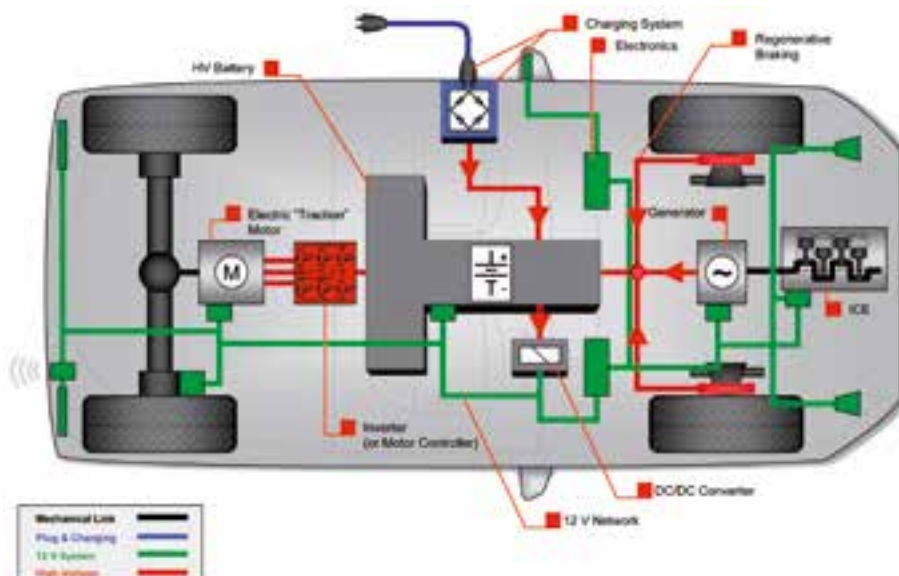 Charging System
Electronics
Regenerative
Braking
HV Battery
Electric "Traction"
Motor
Generator
M
ICE
Inverter
(or Motor Controller)
DC/DC Converter
12 V Network
Mechanical Link
Plug & Charging
12 V System